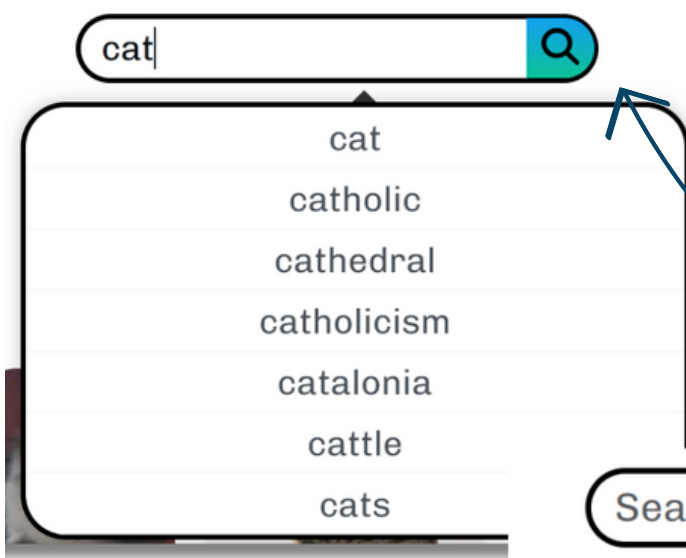 cat
cat
catholic
cathedral
catholicism
catalonia
cattle
cats
Sea